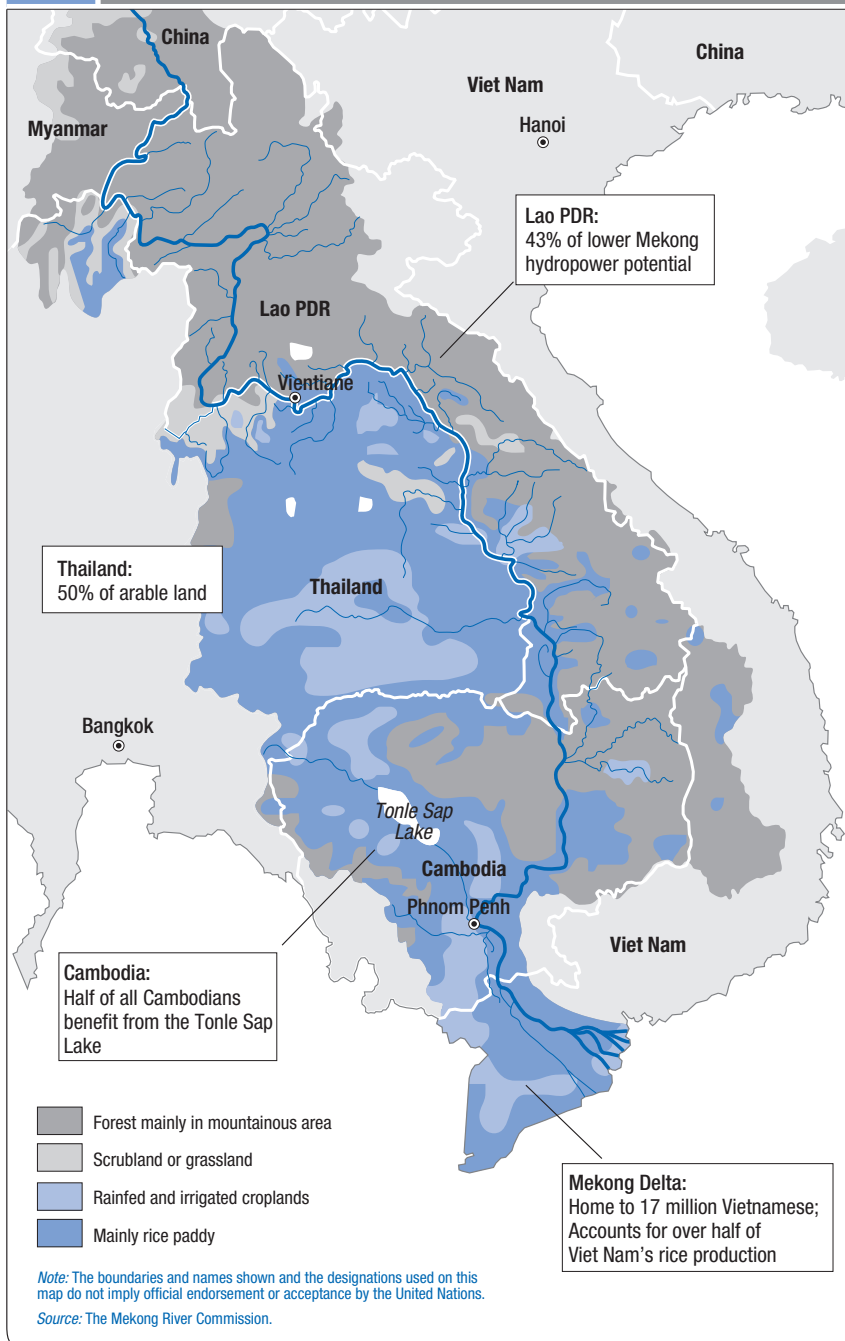 China
China
Viet Nam
Myanmar
Hanoi
Lao PDR:
43% of lower Mekong
hydropower potential
Lao PDR
Vientiane
Thailand:
50% of arable land
Thailand
Bangkok
Tonle Sap
Lake
Cambodia
Phnom Penh
Viet Nam
Cambodia:
Half of all Cambodians
benefit from the Tonle Sap
Lake
Forest mainly in mountainous area
Scrubland or grassland
Rainfed and irrigated croplands
Mainly rice paddy
Mekong Delta:
Home to 17 million Vietnamese;
Accounts for over half of
Viet Nam's rice production
Note: The boundaries and names shown and the designations used on this
map do not imply official endorsement or acceptance by the United Nations.
Source: The Mekong River Commission.